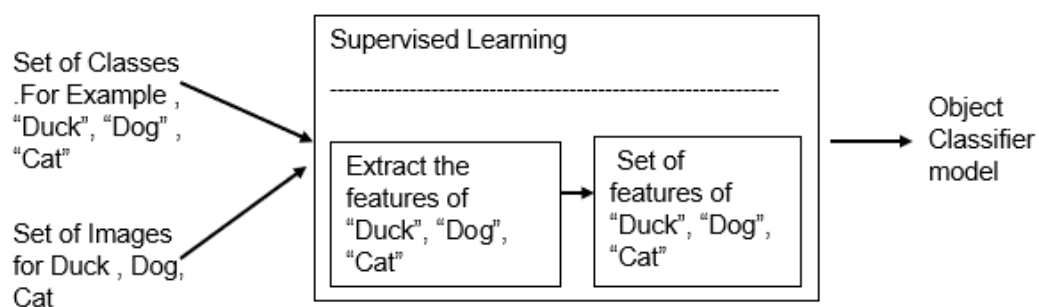 Set of Classes
.For Example ,
“Duck”, “Dog” ,
“Cat”
Set of Images
for Duck , Dog,
Cat
Supervised Learning
--------------------------------------------------------------
Extract the
features of
“Duck”, “Dog”,
“Cat”
Set of
features of
“Duck”, “Dog”,
“Cat”
Object
Classifier
model